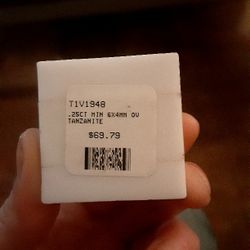 T1V1948
.25CT MIN 6X4MM OV
TANZANITE
$69.79